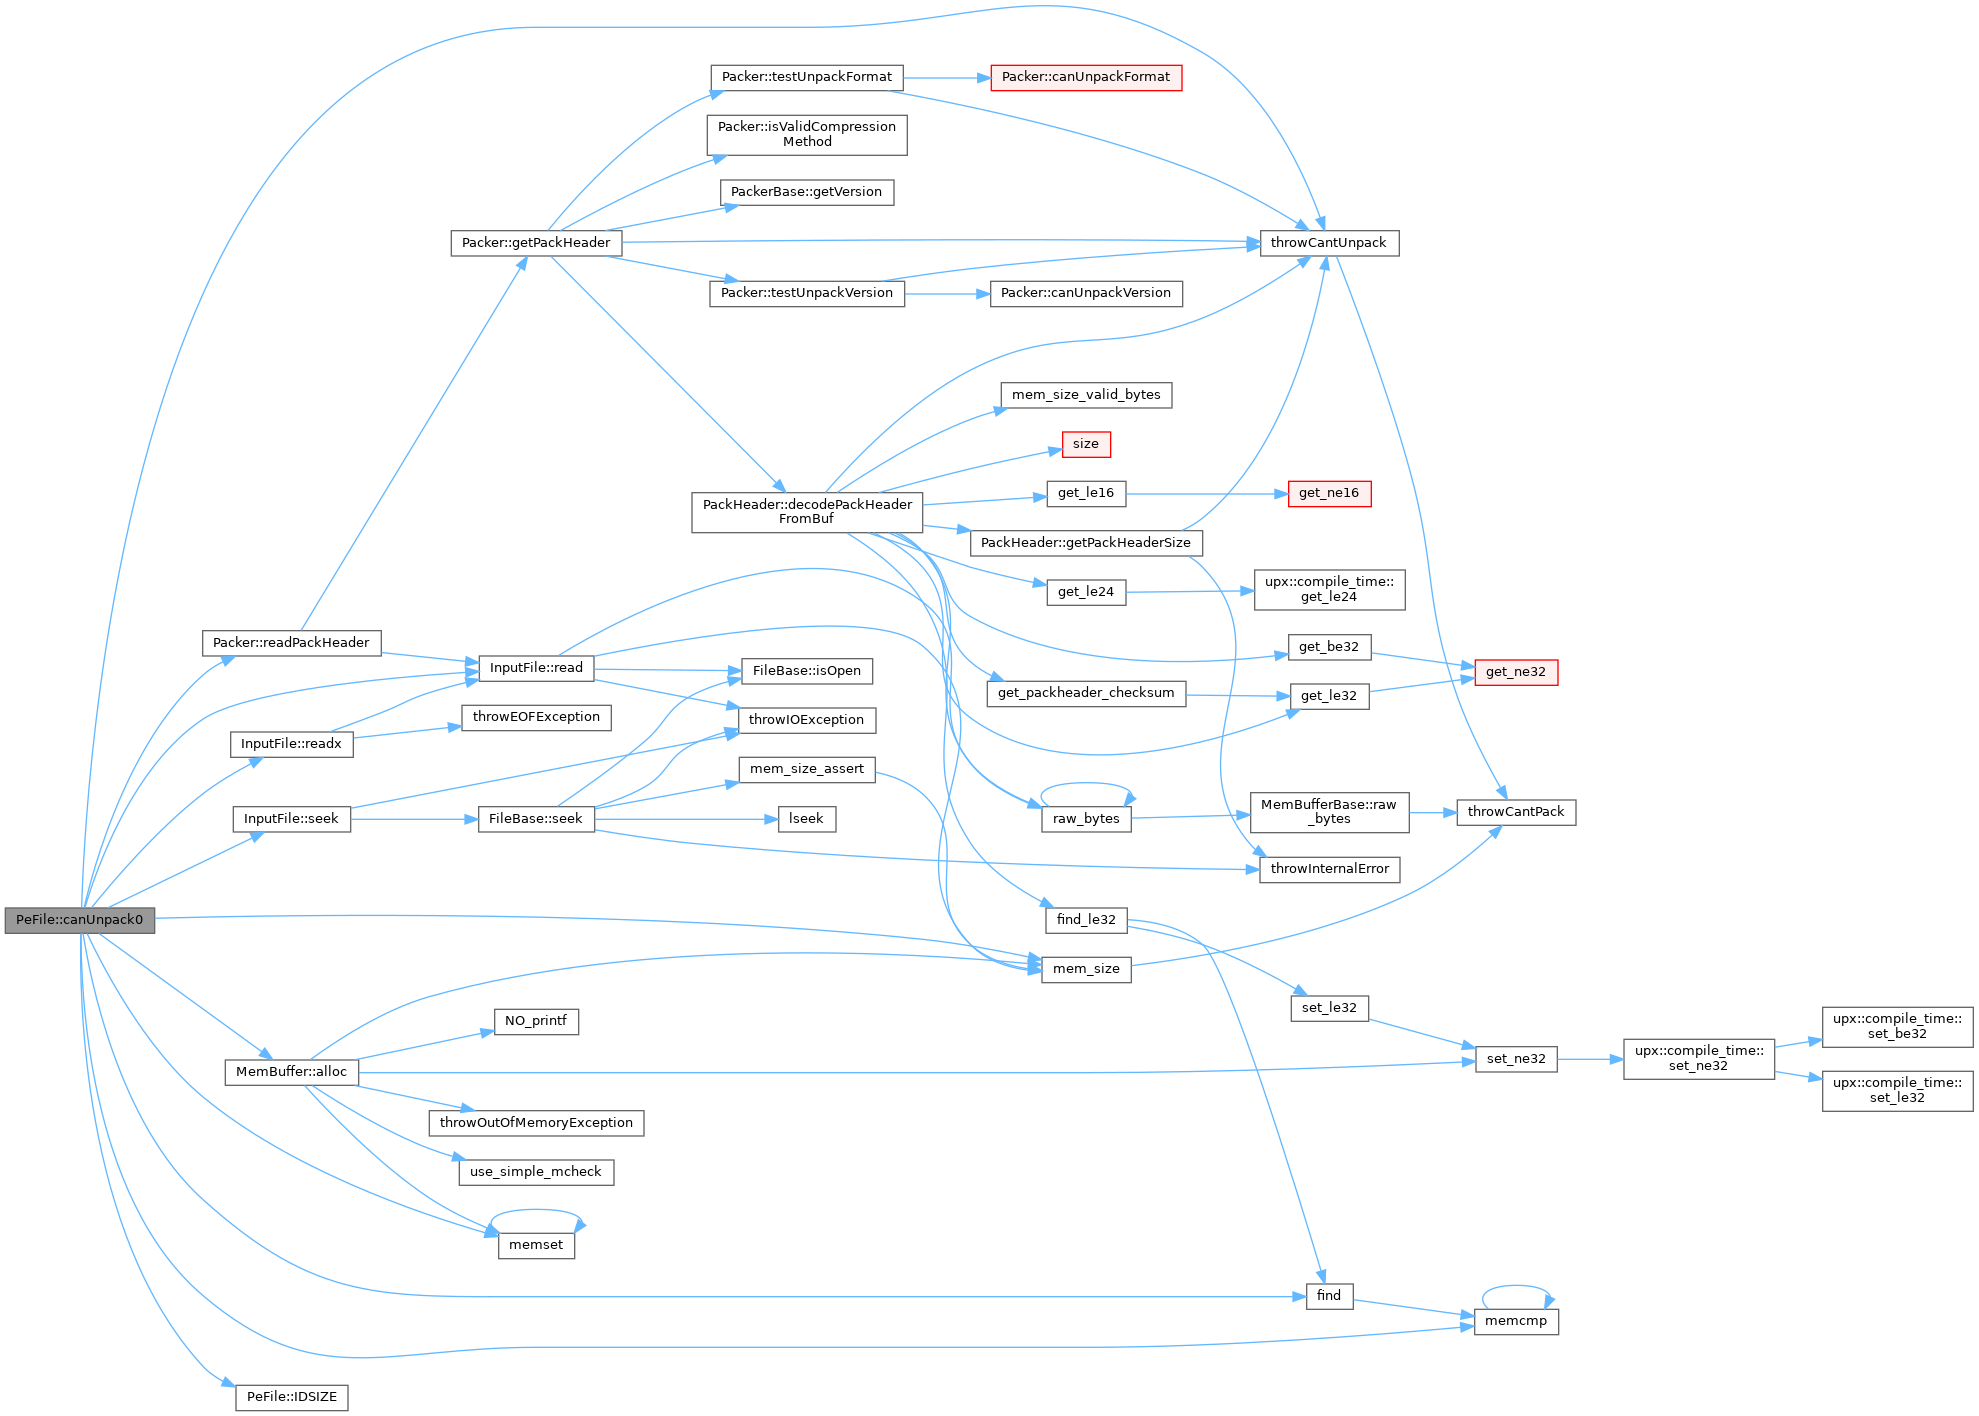 Packer::testUnpackFormat
Packer::canUnpackFormat
Packer::isValidCompression
Method
PackerBase::getVersion
Packer::getPackHeader
throwCantUnpack
Packer::testUnpackVersion
Packer::canUnpackVersion
mem_size_valid_bytes
size
get_le16
get_ne16
PackHeader::decodePackHeader
FromBuf
PackHeader::getPackHeaderSize
get_le24
upx::compile_time::
get_le24
Packer::readPackHeader
InputFile::read
FileBase::isOpen
get_be32
get_ne32
get_packheader_checksum
get_le32
throwEOFException
throwIOException
InputFile::readx
mem_size_assert
InputFile::seek
FileBase::seek
lseek
raw_bytes
MemBufferBase::raw
_bytes
throwCantPack
throwInternalError
PeFile::canUnpack0
find_le32
mem_size
set_le32
NO_printf
MemBuffer::alloc
set_ne32
upx::compile_time::
set_ne32
upx::compile_time::
set_be32
upx::compile_time::
set_le32
throwOutOfMemoryException
use_simple_mcheck
memset
find
memcmp
PeFile::IDSIZE